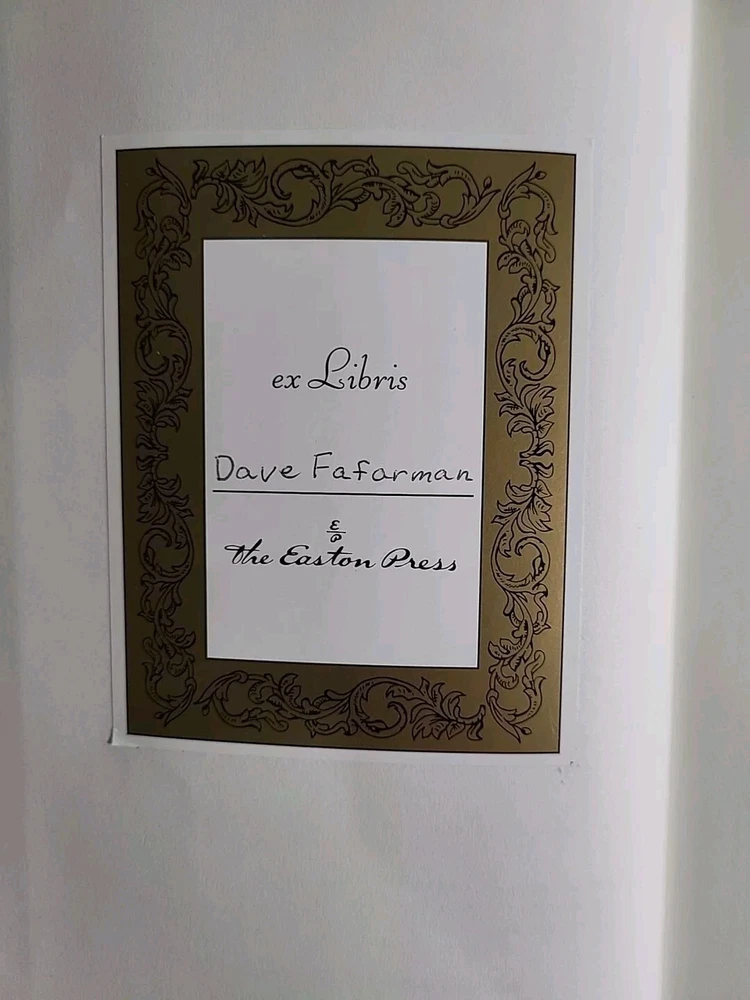 ex Libris
Dave Fafarman
E
P
the Easton Press